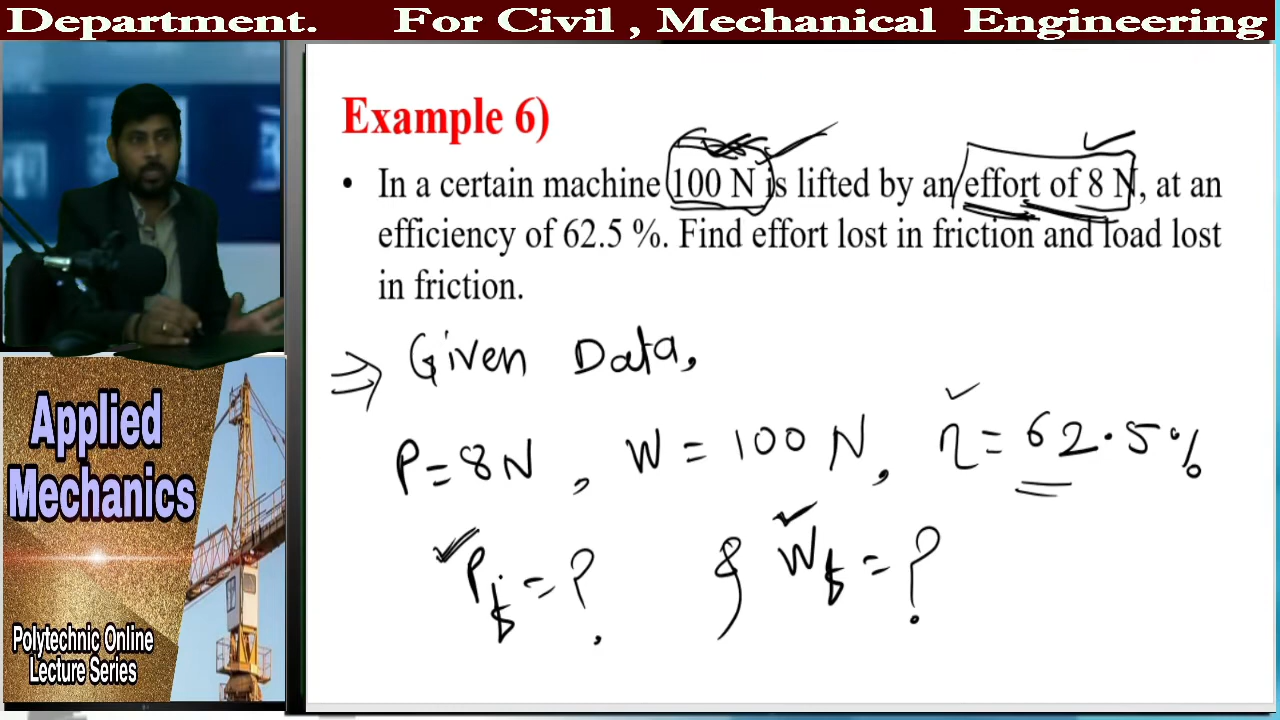 Department. For Civil , Mechanical Engineering
Example 6)
• In a certain machine 100 N is lifted by an effort of 8 N, at an
efficiency of 62.5 %. Find effort lost in friction and load lost
in friction.
⇒ Given Data,
P = 8N , W = 100 N, η = 62.5%
Pf = ? , & Wf = ?
Applied
Mechanics
Polytechnic Online
Lecture Series